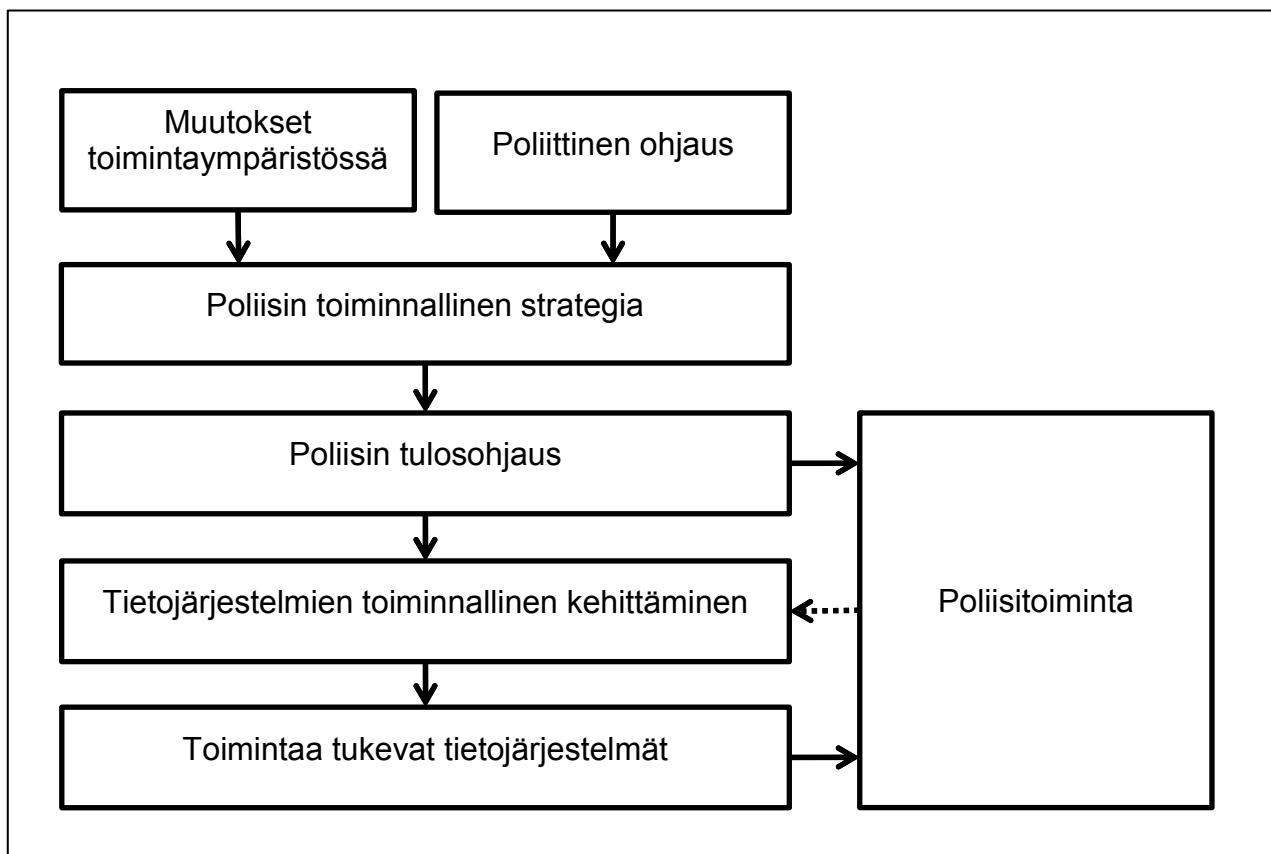 Muutokset
toimintaympäristössä
Poliittinen ohjaus
Poliisin toiminnallinen strategia
Poliisin tulosohjaus
Tietojärjestelmien toiminnallinen kehittäminen
Poliisitoiminta
Toimintaa tukevat tietojärjestelmät